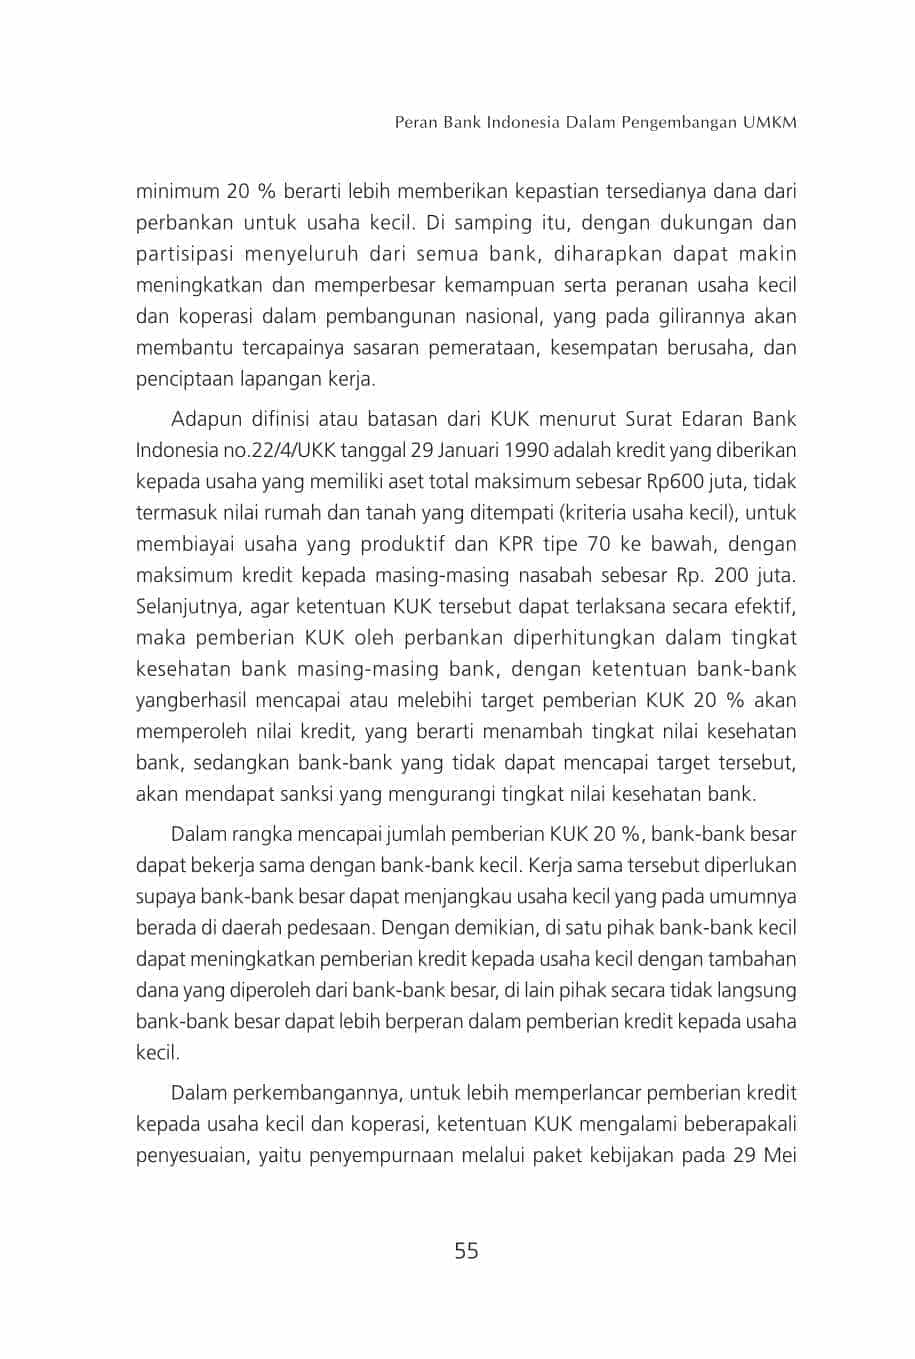 Peran Bank Indonesia Dalam Pengembangan UMKM
minimum 20 % berarti lebih memberikan kepastian tersedianya dana dari
perbankan untuk usaha kecil. Di samping itu, dengan dukungan dan
partisipasi menyeluruh dari semua bank, diharapkan dapat makin
meningkatkan dan memperbesar kemampuan serta peranan usaha kecil
dan koperasi dalam pembangunan nasional, yang pada gilirannya akan
membantu tercapainya sasaran pemerataan, kesempatan berusaha, dan
penciptaan lapangan kerja.
Adapun difinisi atau batasan dari KUK menurut Surat Edaran Bank
Indonesia no.22/4/UKK tanggal 29 Januari 1990 adalah kredit yang diberikan
kepada usaha yang memiliki aset total maksimum sebesar Rp600 juta, tidak
termasuk nilai rumah dan tanah yang ditempati (kriteria usaha kecil), untuk
membiayai usaha yang produktif dan KPR tipe 70 ke bawah, dengan
maksimum kredit kepada masing-masing nasabah sebesar Rp. 200 juta.
Selanjutnya, agar ketentuan KUK tersebut dapat terlaksana secara efektif,
maka pemberian KUK oleh perbankan diperhitungkan dalam tingkat
kesehatan bank masing-masing bank, dengan ketentuan bank-bank
yangberhasil mencapai atau melebihi target pemberian KUK 20 % akan
memperoleh nilai kredit, yang berarti menambah tingkat nilai kesehatan
bank, sedangkan bank-bank yang tidak dapat mencapai target tersebut,
akan mendapat sanksi yang mengurangi tingkat nilai kesehatan bank.
Dalam rangka mencapai jumlah pemberian KUK 20 %, bank-bank besar
dapat bekerja sama dengan bank-bank kecil. Kerja sama tersebut diperlukan
supaya bank-bank besar dapat menjangkau usaha kecil yang pada umumnya
berada di daerah pedesaan. Dengan demikian, di satu pihak bank-bank kecil
dapat meningkatkan pemberian kredit kepada usaha kecil dengan tambahan
dana yang diperoleh dari bank-bank besar, di lain pihak secara tidak langsung
bank-bank besar dapat lebih berperan dalam pemberian kredit kepada usaha
kecil.
Dalam perkembangannya, untuk lebih memperlancar pemberian kredit
kepada usaha kecil dan koperasi, ketentuan KUK mengalami beberapakali
penyesuaian, yaitu penyempurnaan melalui paket kebijakan pada 29 Mei
55